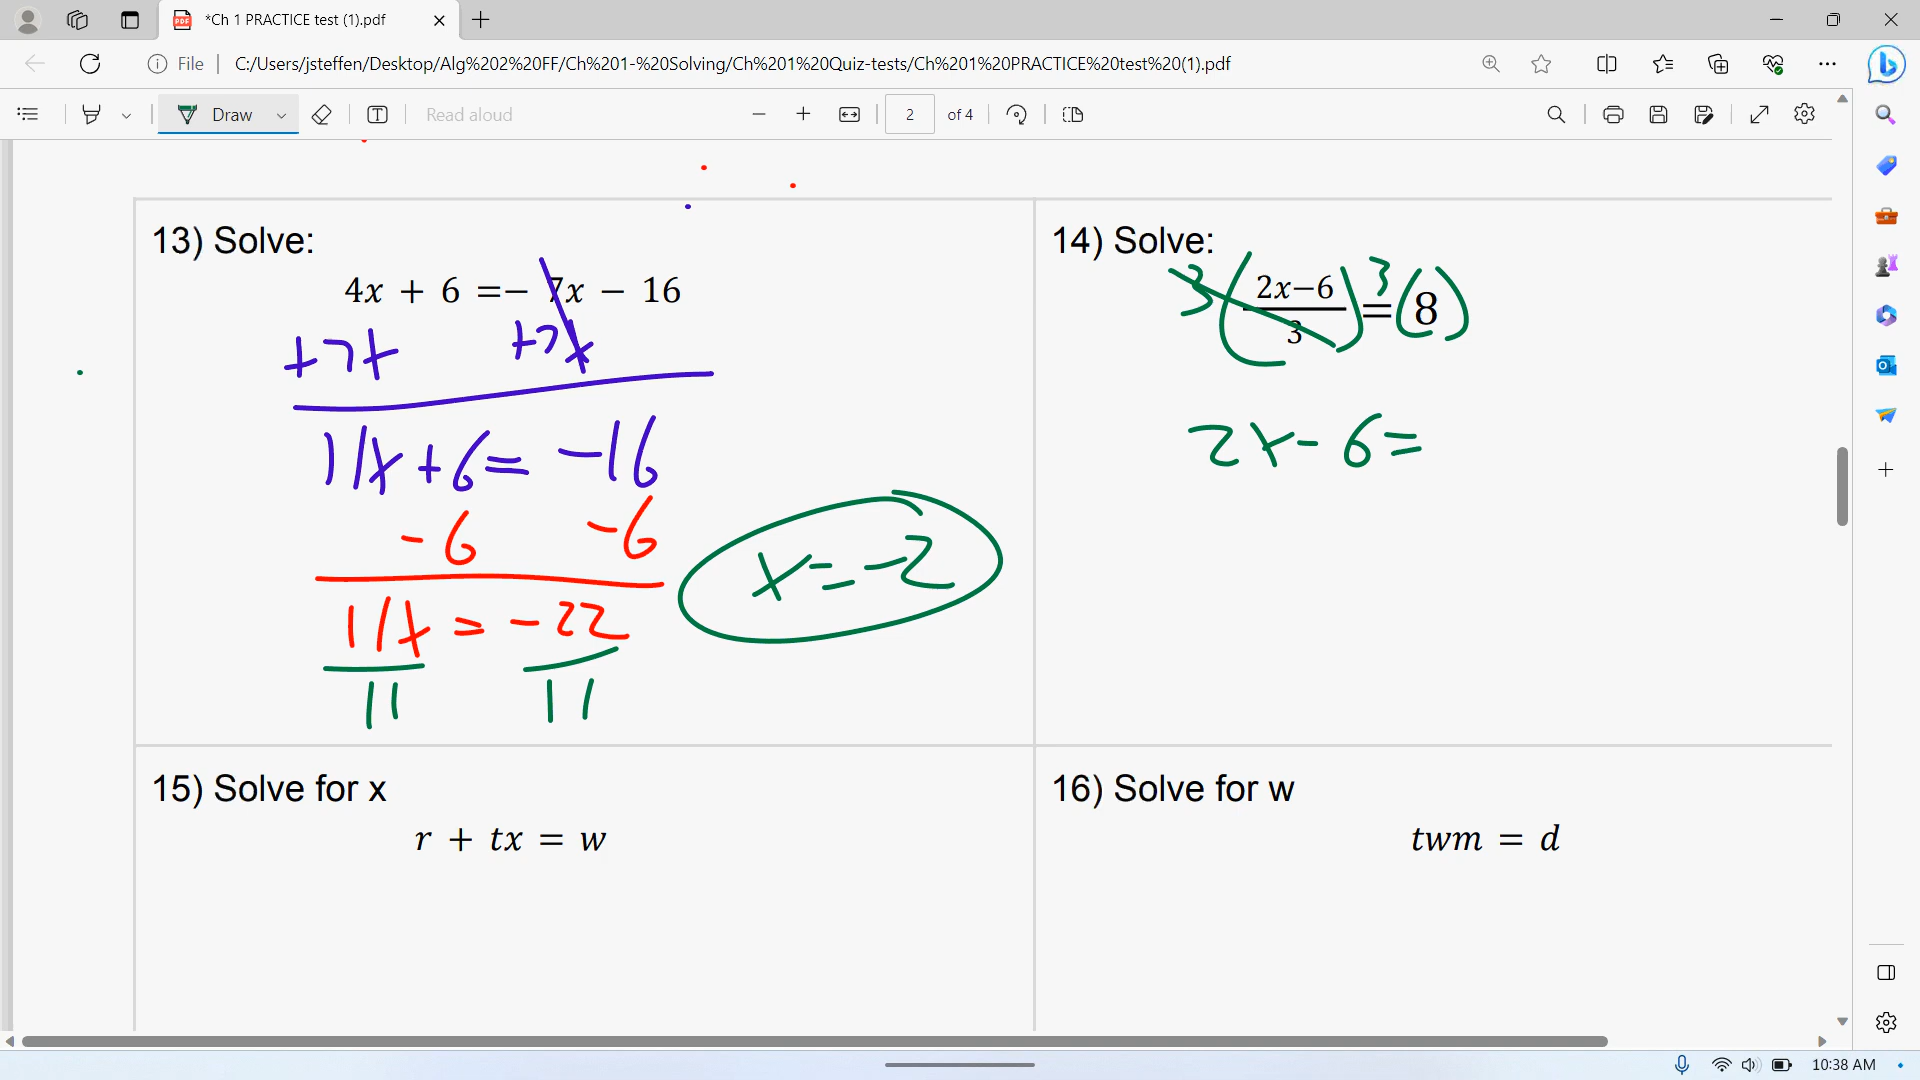 *Ch 1 PRACTICE test (1).pdf
File | C:/Users/jsteffen/Desktop/Alg%202%20FF/Ch%201-%20Solving/Ch%201%20Quiz-tests/Ch%201%20PRACTICE%20test%20(1).pdf
Draw Read aloud 2 of 4
13) Solve:
4x + 6 =− 7x − 16
+7x +7x
11x + 6 = -16
- 6 -6
11x = -22
11 11
x = -2
14) Solve:
3 ( 2x−6 / 3 ) = 3 ( 8 )
2x - 6 =
15) Solve for x
r + tx = w
16) Solve for w
twm = d
10:38 AM